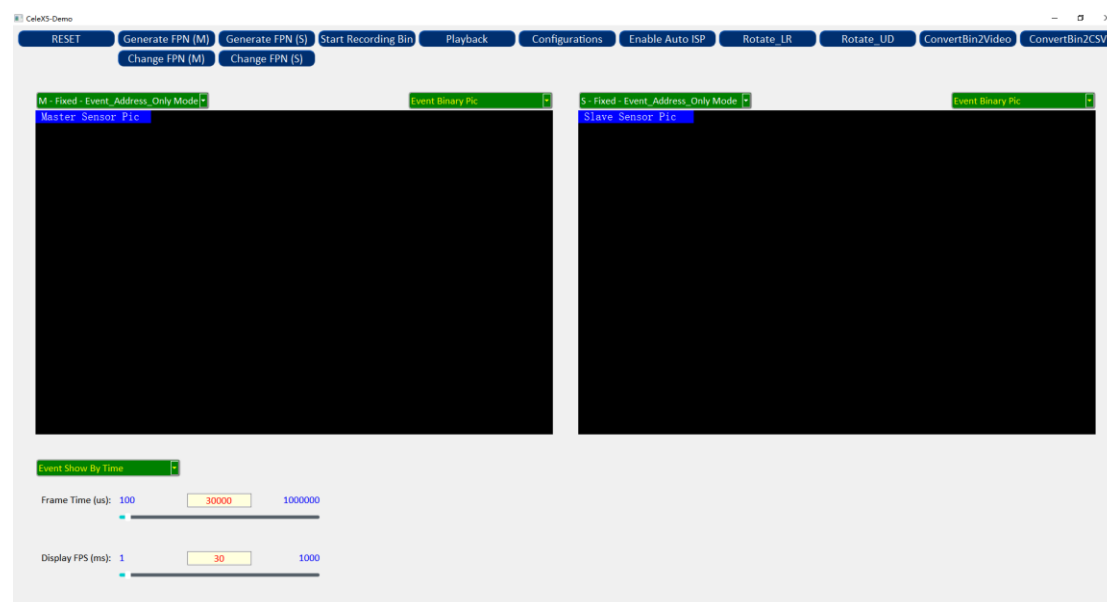 CeleX5-Demo
RESET Generate FPN (M) Generate FPN (S) Start Recording Bin Playback Configurations Enable Auto ISP Rotate_LR Rotate_UD ConvertBin2Video ConvertBin2CSV
Change FPN (M) Change FPN (S)
M - Fixed - Event_Address_Only Mode Event Binary Pic S - Fixed - Event_Address_Only Mode Event Binary Pic
Master Sensor Pic Slave Sensor Pic
Event Show By Time
Frame Time (us): 100 30000 1000000
Display FPS (ms): 1 30 1000